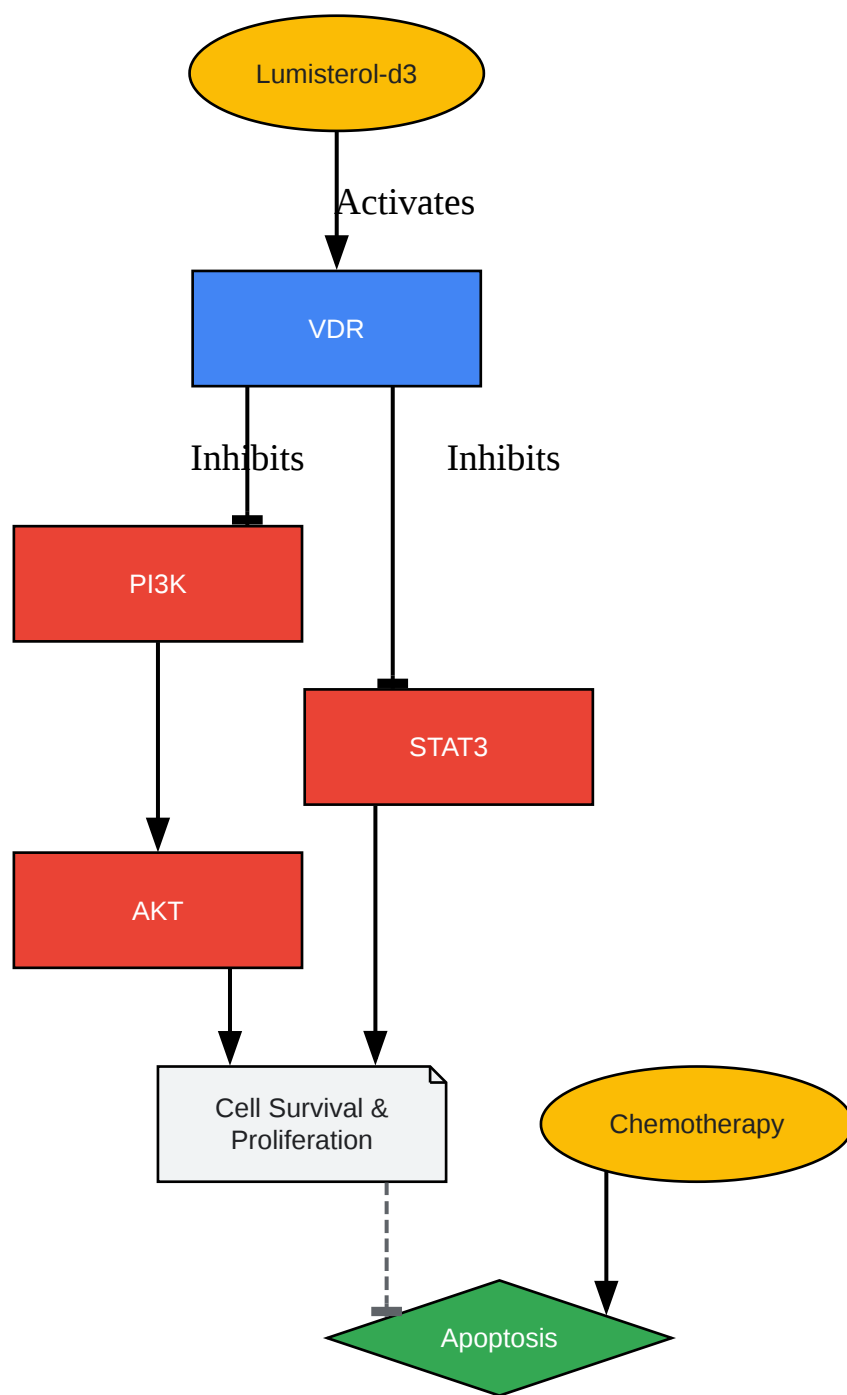 Lumisterol-d3
Activates
VDR
Inhibits
Inhibits
PI3K
STAT3
AKT
Cell Survival &
Proliferation
Chemotherapy
Apoptosis